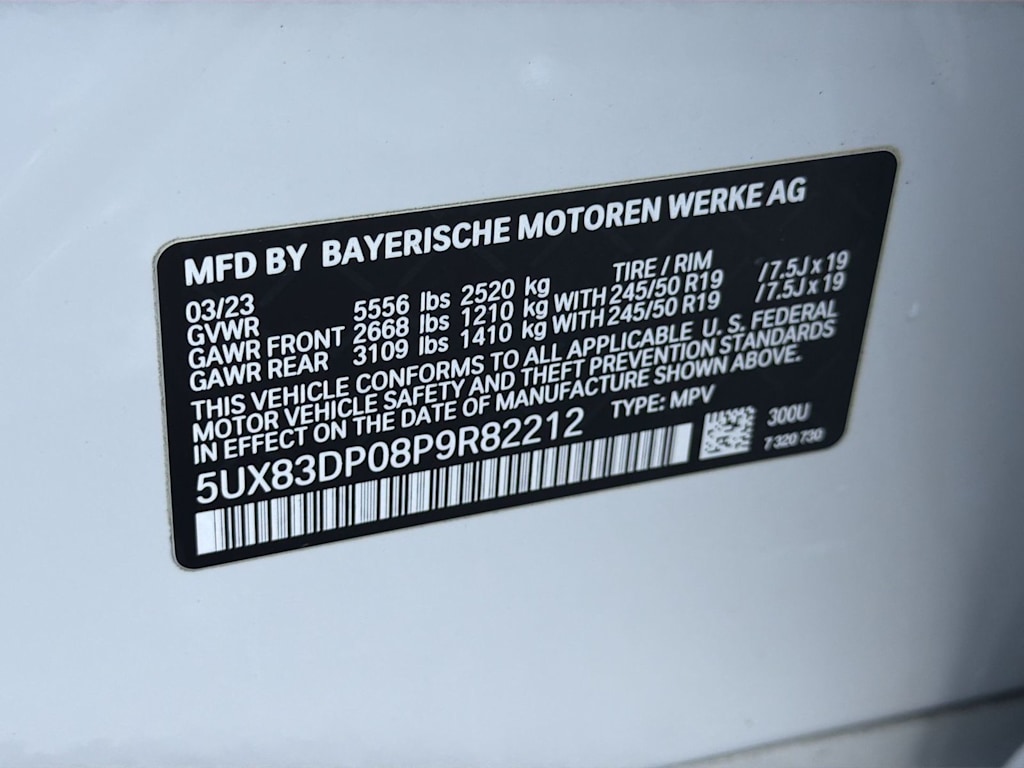 MFD BY BAYERISCHE MOTOREN WERKE AG
03/23 TIRE / RIM
GVWR 5556 lbs 2520 kg
GAWR FRONT 2668 lbs 1210 kg WITH 245/50 R19 /7.5J x 19
GAWR REAR 3109 lbs 1410 kg WITH 245/50 R19 /7.5J x 19
THIS VEHICLE CONFORMS TO ALL APPLICABLE U. S. FEDERAL
MOTOR VEHICLE SAFETY AND THEFT PREVENTION STANDARDS
IN EFFECT ON THE DATE OF MANUFACTURE SHOWN ABOVE.
5UX83DP08P9R82212 TYPE: MPV
300U
7 320 730